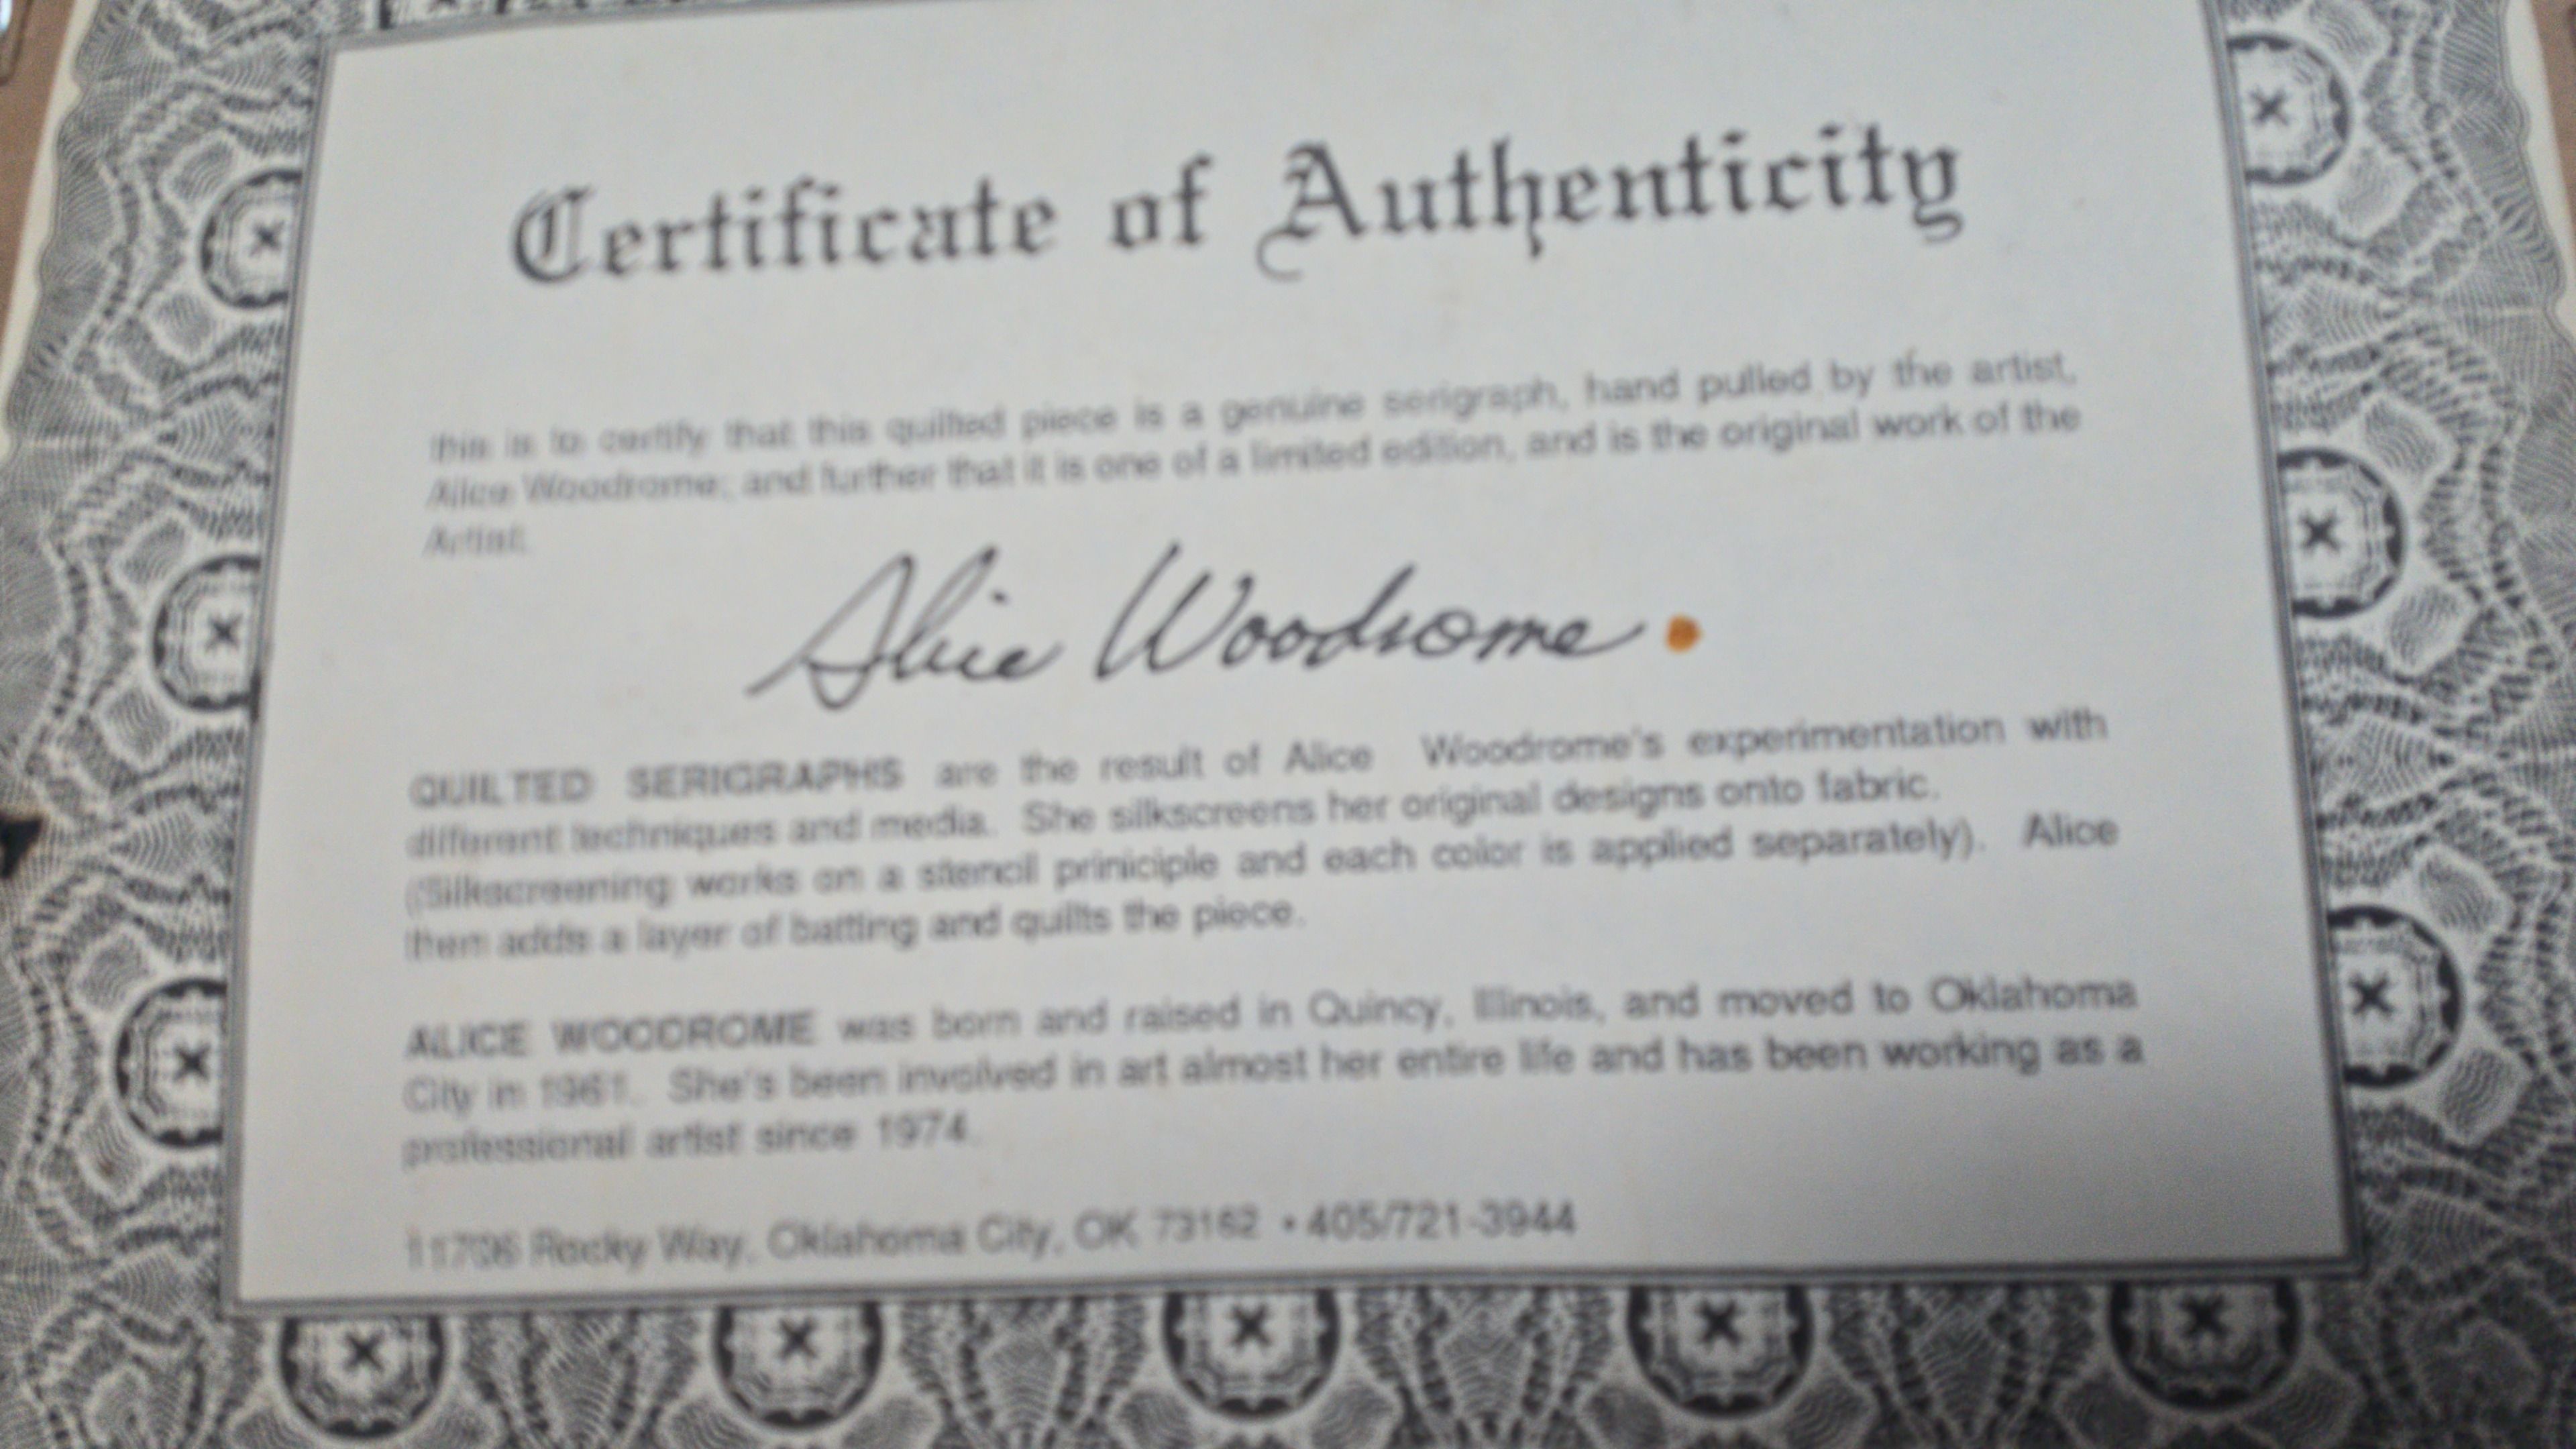 Certificate of Authenticity
this is to certify that this quilted piece is a genuine serigraph, hand pulled by the artist,
Alice Woodrome; and further that it is one of a limited edition, and is the original work of the
Artist.
Alice Woodrome
QUILTED SERIGRAPHS are the result of Alice Woodrome's experimentation with
different techniques and media. She silkscreens her original designs onto fabric.
(Silkscreening works on a stencil priniciple and each color is applied separately). Alice
then adds a layer of batting and quilts the piece.
ALICE WOODROME was born and raised in Quincy, Illinois, and moved to Oklahoma
City in 1961. She's been involved in art almost her entire life and has been working as a
professional artist since 1974.
11706 Rocky Way, Oklahoma City, OK 73162 • 405/721-3944